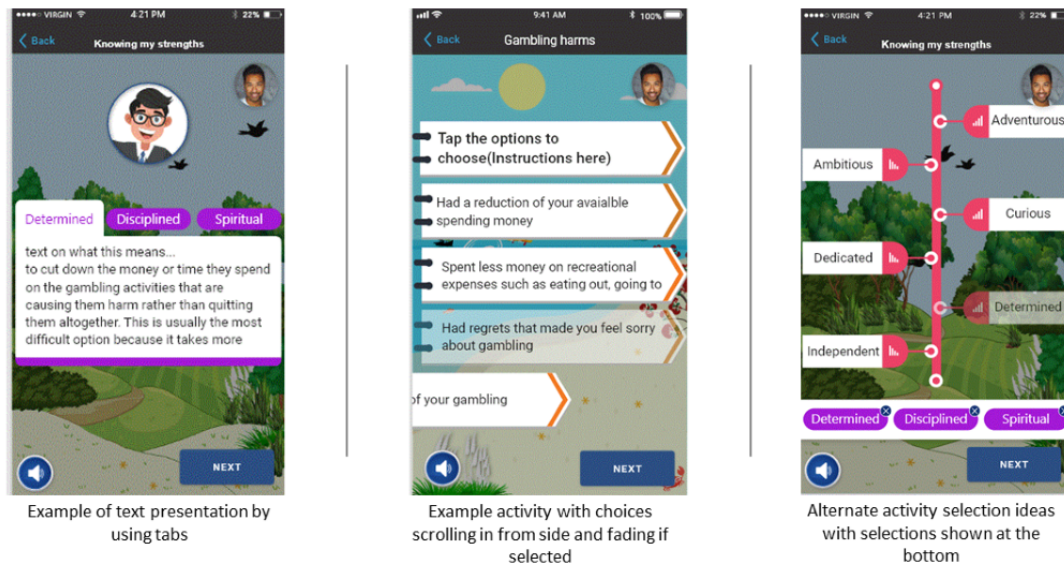 VIRGIN 4:21 PM 22%
Back
Knowing my strengths
Determined Disciplined Spiritual
text on what this means...
to cut down the money or time they spend
on the gambling activities that are
causing them harm rather than quitting
them altogether. This is usually the most
difficult option because it takes more
NEXT
Example of text presentation by
using tabs
9:41 AM 100%
Back Gambling harms
Tap the options to
choose(Instructions here)
Had a reduction of your avaialble
spending money
Spent less money on recreational
expenses such as eating out, going to
Had regrets that made you feel sorry
about gambling
of your gambling
NEXT
Example activity with choices
scrolling in from side and fading if
selected
VIRGIN 4:21 PM 22%
Back
Knowing my strengths
Adventurous
Ambitious
Curious
Dedicated
Determined
Independent
Determined Disciplined Spiritual
NEXT
Alternate activity selection ideas
with selections shown at the
bottom